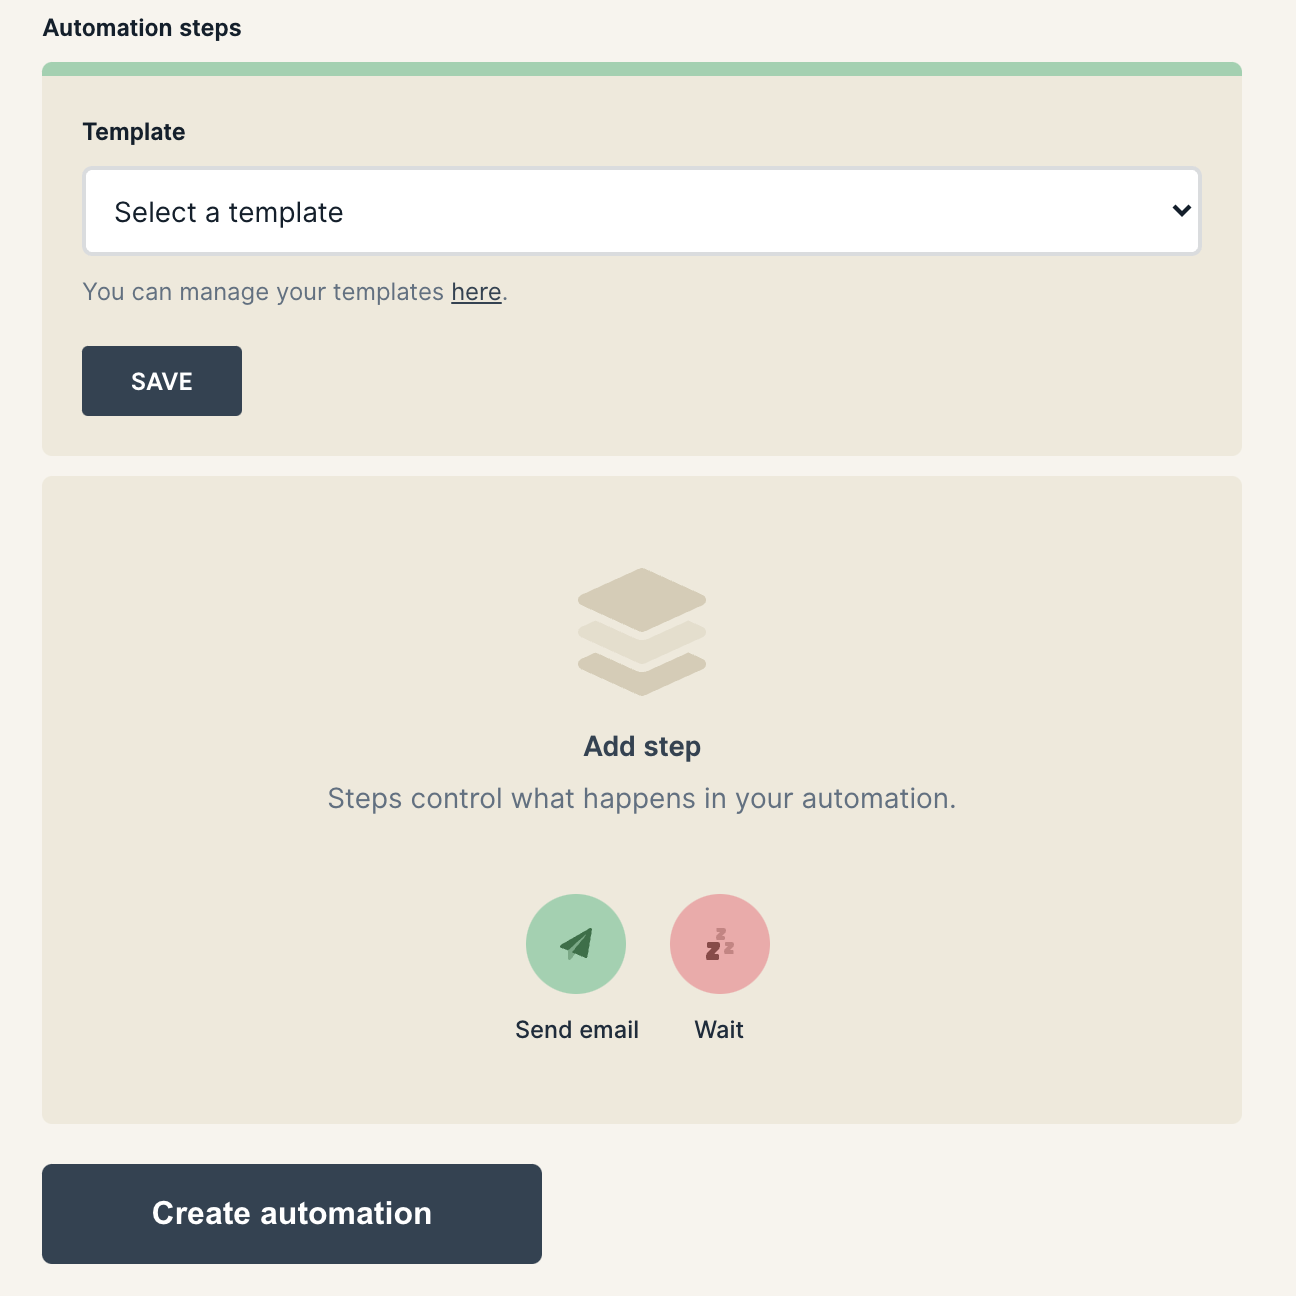 Automation steps
Template
Select a template
You can manage your templates here.
SAVE
Add step
Steps control what happens in your automation.
Send email
Wait
Create automation